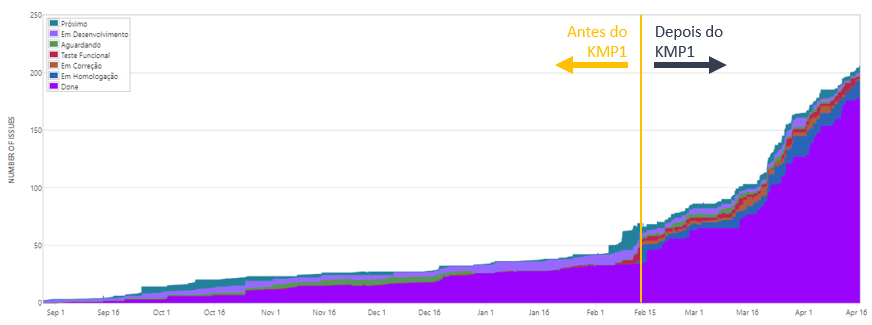 250
200
150
100
50
0
NUMBER OF ISSUES
Próximo
Em Desenvolvimento
Aguardando
Teste Funcional
Em Correção
Em Homologação
Done
Antes do
KMP1
Depois do
KMP1
Sep 1
Sep 16
Oct 1
Oct 16
Nov 1
Nov 16
Dec 1
Dec 16
Jan 1
Jan 16
Feb 1
Feb 15
Mar 1
Mar 16
Apr 1
Apr 16